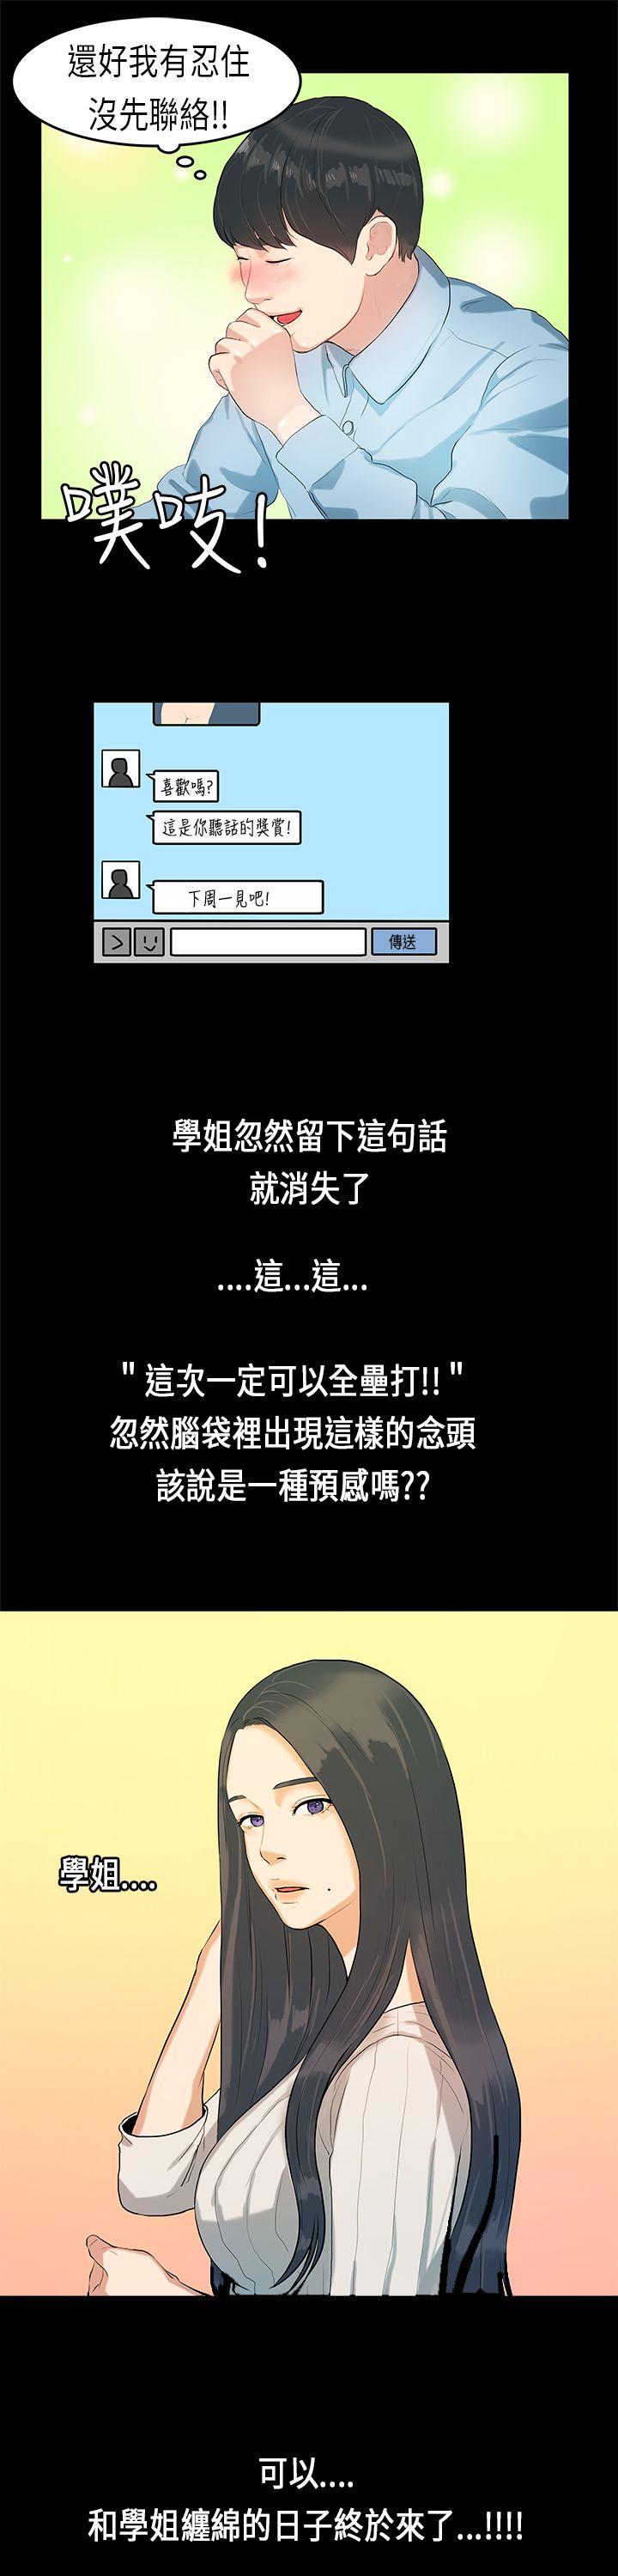 還好我有忍住
沒先聯絡!!
噗吱!
喜歡嗎?
這是你聽話的獎賞!
下周一見吧!
傳送
學姐忽然留下這句話
就消失了
....這...這...
"這次一定可以全壘打!!"
忽然腦袋裡出現這樣的念頭
該說是一種預感嗎??
學姐....
可以....
和學姐纏綿的日子終於來了...!!!!